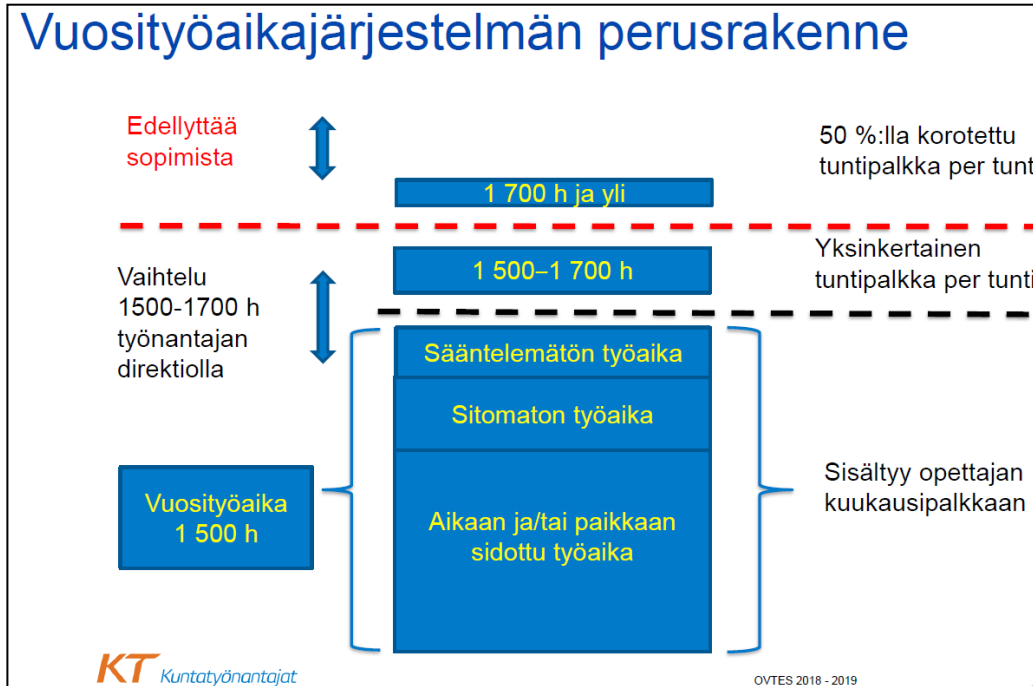 Vuosityöaikajärjestelmän perusrakenne
Edellyttää
sopimista
50 %:lla korotettu
tuntipalkka per tunt
1 700 h ja yli
Vaihtelu
1500-1700 h
työnantajan
direktiolla
1 500–1 700 h
Yksinkertainen
tuntipalkka per tunti
Sääntelemätön työaika
Sitomaton työaika
Vuosityöaika
1 500 h
Aikaan ja/tai paikkaan
sidottu työaika
Sisältyy opettajan
kuukausipalkkaan
KT Kuntatyönantajat
OVTES 2018 - 2019